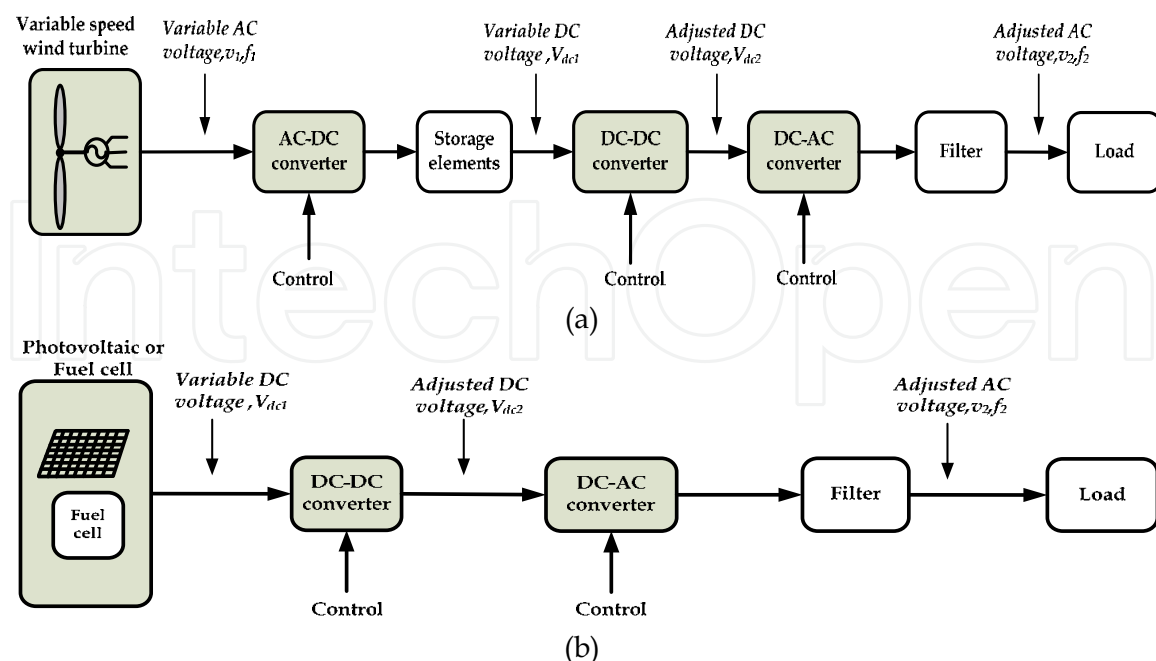 Variable speed
wind turbine
Variable AC
voltage,v1,f1
Variable DC
voltage ,Vdc1
Adjusted DC
voltage,Vdc2
Adjusted AC
voltage,v2,f2
AC-DC
converter
Storage
elements
DC-DC
converter
DC-AC
converter
Filter
Load
Control
Control
Control
IntechOpen
(a)
Photovoltaic or
Fuel cell
Variable DC
voltage ,Vdc1
Adjusted DC
voltage,Vdc2
Adjusted AC
voltage,v2,f2
Fuel
cell
DC-DC
converter
DC-AC
converter
Filter
Load
Control
Control
(b)